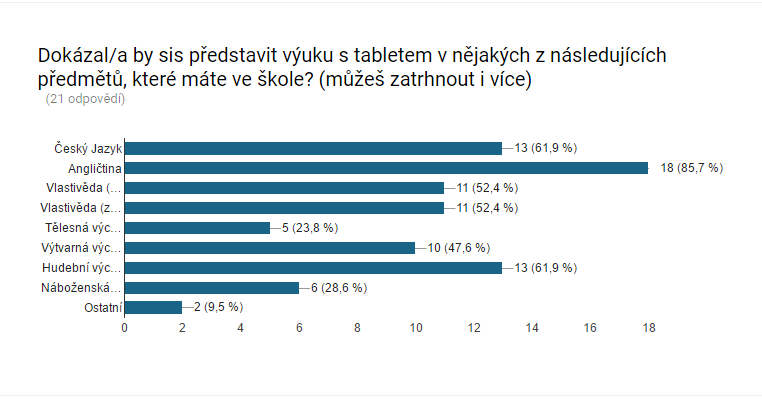 Dokázal/a by sis představit výuku s tabletem v nějakých z následujících
předmětů, které máte ve škole? (můžeš zatrhnout i více)
(21 odpovědí)
Český Jazyk 13 (61,9 %)
Angličtina 18 (85,7 %)
Vlastivěda (... 11 (52,4 %)
Vlastivěda (z... 11 (52,4 %)
Tělesná výc... 5 (23,8 %)
Výtvarná výc... 10 (47,6 %)
Hudební výc... 13 (61,9 %)
Náboženská... 6 (28,6 %)
Ostatní 2 (9,5 %)
0 2 4 6 8 10 12 14 16 18